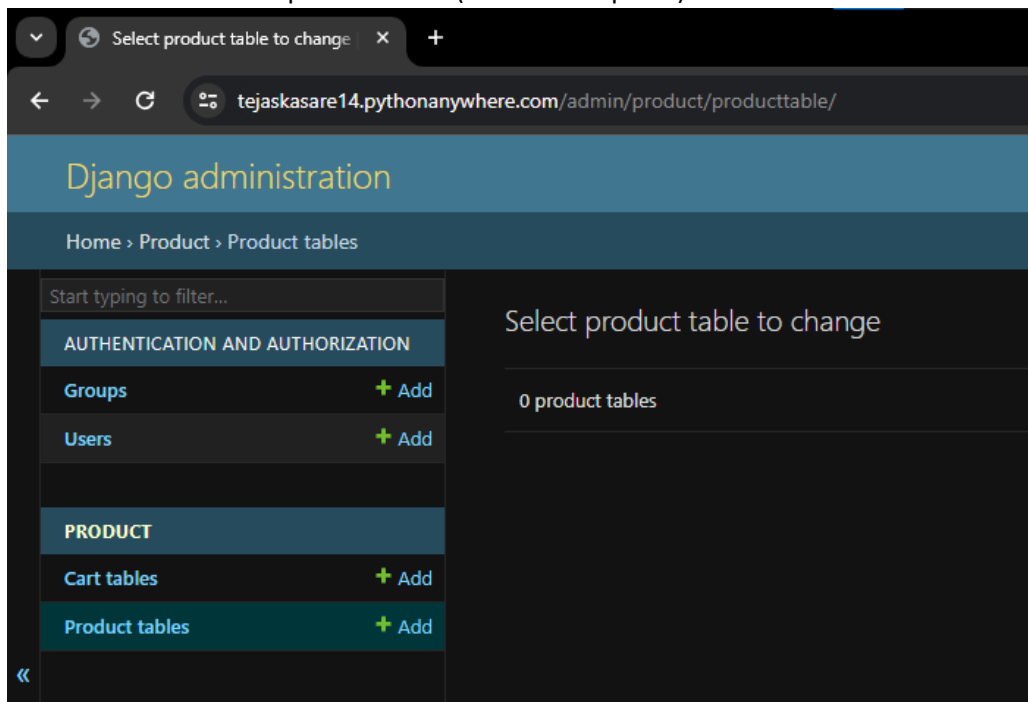 Select product table to change
tejaskasare14.pythonanywhere.com/admin/product/producttable/
Django administration
Home › Product › Product tables
Start typing to filter...
AUTHENTICATION AND AUTHORIZATION
Groups + Add
Users + Add
PRODUCT
Cart tables + Add
Product tables + Add
«
Select product table to change
0 product tables